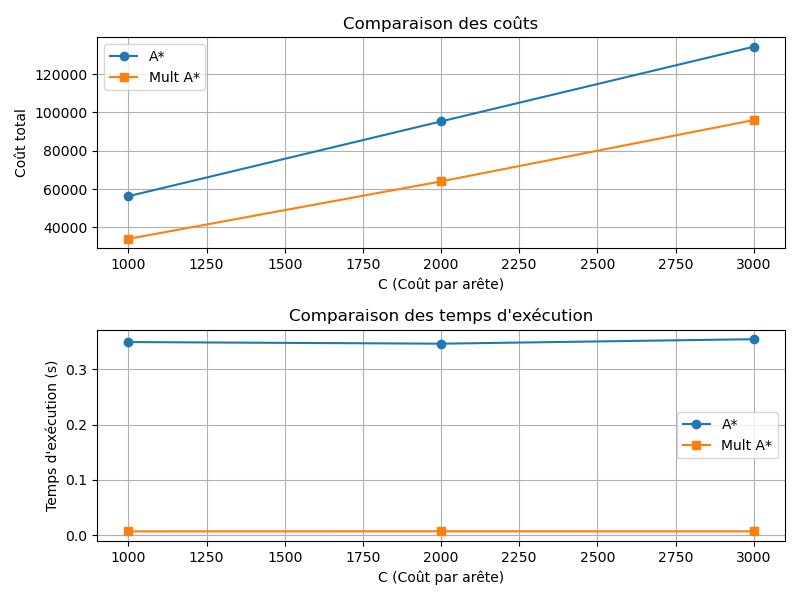 Comparaison des coûts
A*
Mult A*
Coût total
120000
100000
80000
60000
40000
1000 1250 1500 1750 2000 2250 2500 2750 3000
C (Coût par arête)
Comparaison des temps d'exécution
Temps d'exécution (s)
0.3
0.2
0.1
0.0
A*
Mult A*
1000 1250 1500 1750 2000 2250 2500 2750 3000
C (Coût par arête)